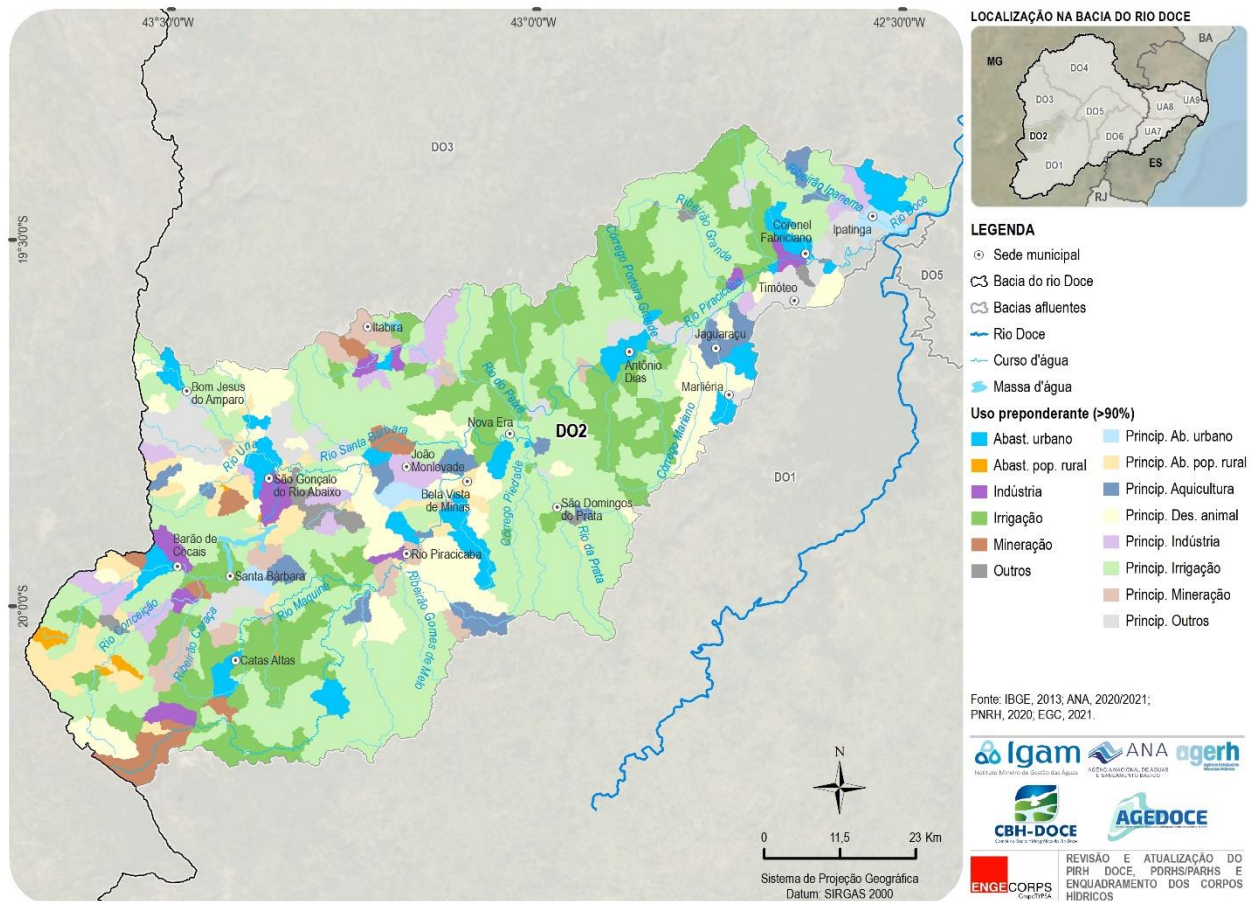 43°30'0"W
43°0'0"W
42°30'0"W
19°30'0"S
20°0'0"S
DO3
DO5
DO1
DO2
Ribeirão Ipanema
Ribeirão Grande
Coronel
Fabriciano
Ipatinga
Rio Doce
Timóteo
Córrego Porteira Grande
Rio Piracicaba
Jaguaraçu
Itabira
Antônio
Dias
Marliéria
Bom Jesus
do Amparo
Rio do Peixe
Nova Era
Córrego Mariano
Rio Una
Rio Santa Bárbara
João
Monlevade
São Gonçalo
do Rio Abaixo
Bela Vista
de Minas
Córrego Piedade
São Domingos
do Prata
Rio da Prata
Barão de
Cocais
Rio Piracicaba
Santa Bárbara
Rio Maquiné
Rio Conceição
Ribeirão Caraça
Ribeirão Gomes de Melo
Catas Altas
N
0 11,5 23 Km
Sistema de Projeção Geográfica
Datum: SIRGAS 2000
LOCALIZAÇÃO NA BACIA DO RIO DOCE
BA
MG
DO4
DO3
DO5
UA8
UA9
DO2
DO6
UA7
DO1
ES
RJ
LEGENDA
Sede municipal
Bacia do rio Doce
Bacias afluentes
Rio Doce
Curso d'água
Massa d'água
Uso preponderante (>90%)
Abast. urbano
Abast. pop. rural
Indústria
Irrigação
Mineração
Outros
Princip. Ab. urbano
Princip. Ab. pop. rural
Princip. Aquicultura
Princip. Des. animal
Princip. Indústria
Princip. Irrigação
Princip. Mineração
Princip. Outros
Fonte: IBGE, 2013; ANA, 2020/2021;
PNRH, 2020; EGC, 2021.
Igam
Instituto Mineiro de Gestão das Águas
ANA
AGÊNCIA NACIONAL DE ÁGUAS
E SANEAMENTO BÁSICO
agerh
CBH-DOCE
AGEDOCE
ENGECORPS
Grupo TYPSA
REVISÃO E ATUALIZAÇÃO DO
PIRH DOCE, PDRHS/PARHS E
ENQUADRAMENTO DOS CORPOS
HÍDRICOS